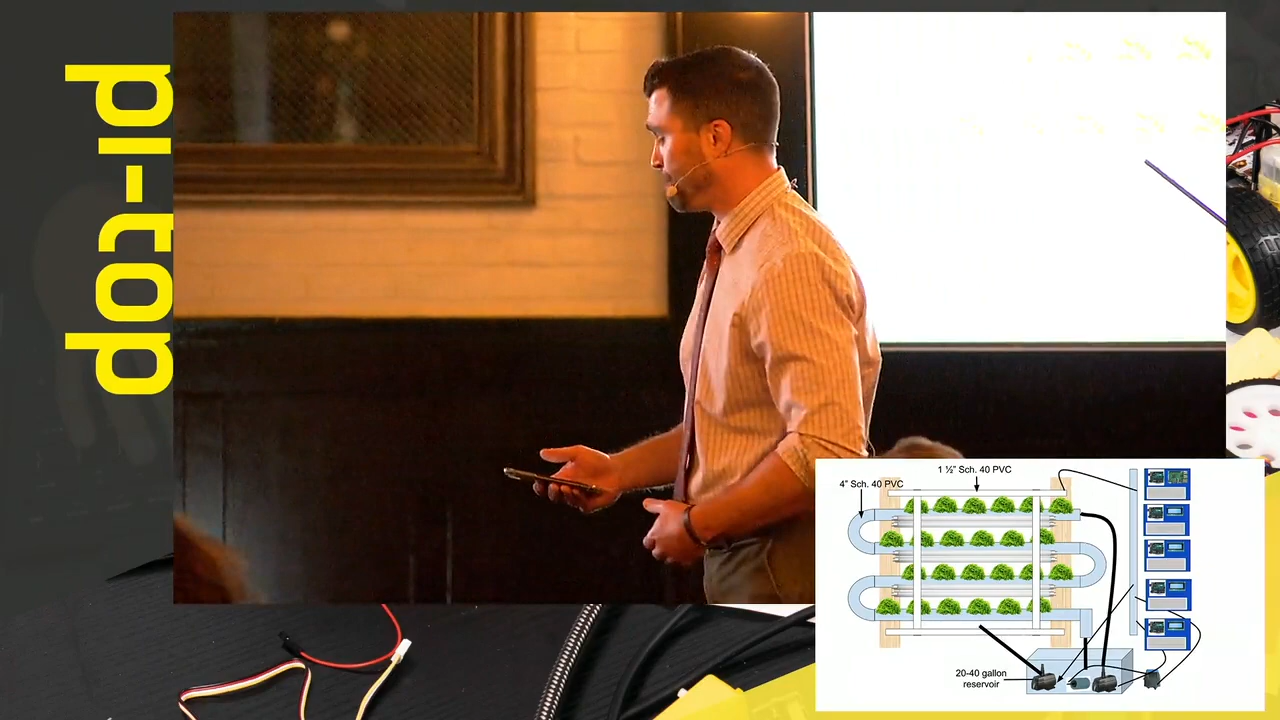 pi-top
1 ½" Sch. 40 PVC
4" Sch. 40 PVC
20-40 gallon
reservoir